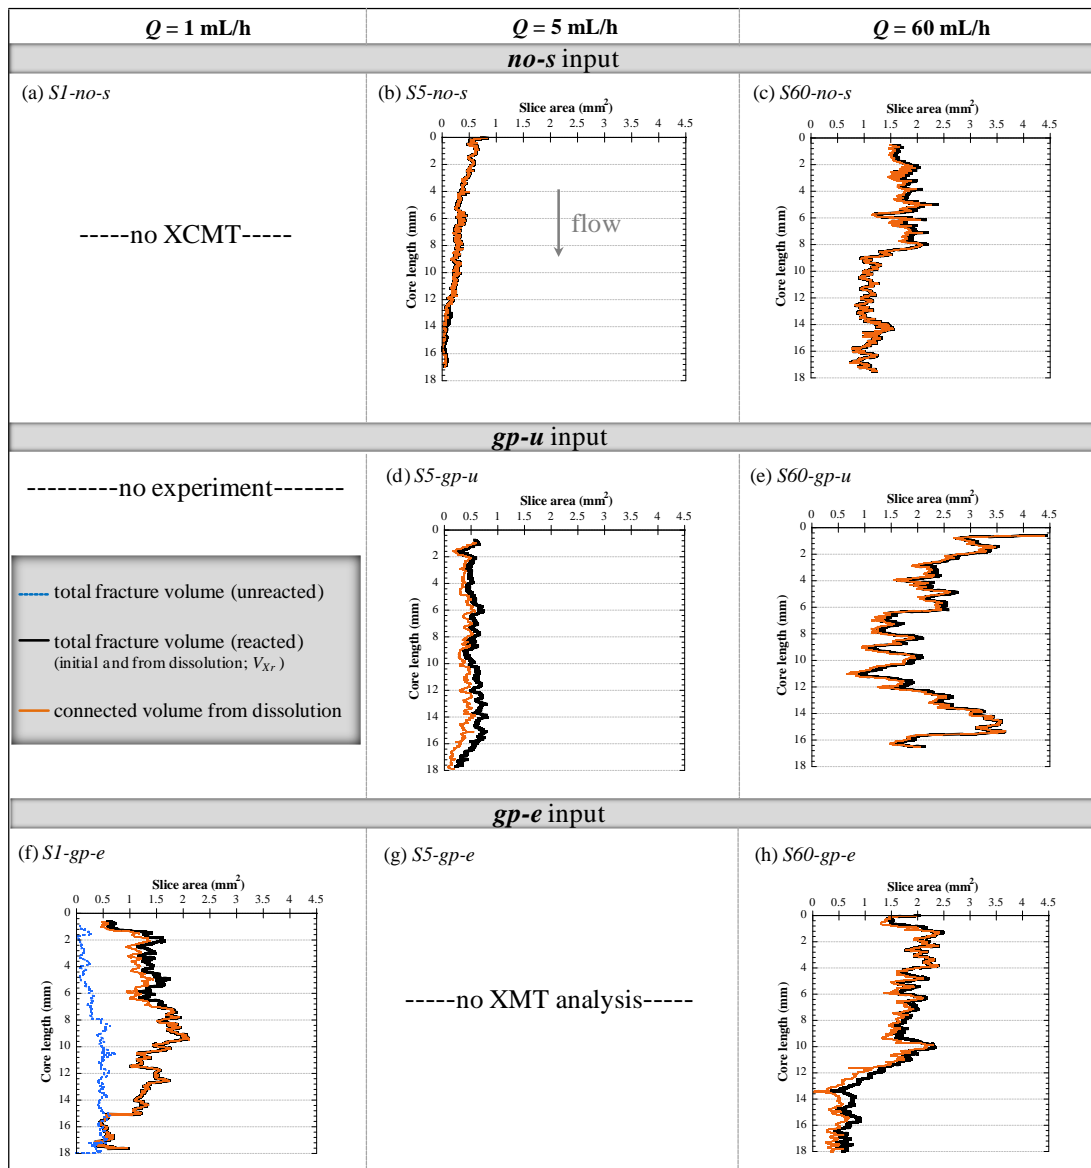 Q = 1 mL/h
Q = 5 mL/h
Q = 60 mL/h
no-s input
(a) S1-no-s
-----no XCMT-----
(b) S5-no-s
Slice area (mm²)
0 0.5 1 1.5 2 2.5 3 3.5 4 4.5
Core length (mm)
0
2
4
6
8
10
12
14
16
18
flow
(c) S60-no-s
Slice area (mm²)
0 0.5 1 1.5 2 2.5 3 3.5 4 4.5
Core length (mm)
0
2
4
6
8
10
12
14
16
18
gp-u input
---------no experiment-------
total fracture volume (unreacted)
total fracture volume (reacted)
(initial and from dissolution; VXr )
connected volume from dissolution
(d) S5-gp-u
Slice area (mm²)
0 0.5 1 1.5 2 2.5 3 3.5 4 4.5
Core length (mm)
0
2
4
6
8
10
12
14
16
18
(e) S60-gp-u
Slice area (mm²)
0 0.5 1 1.5 2 2.5 3 3.5 4 4.5
Core length (mm)
0
2
4
6
8
10
12
14
16
18
gp-e input
(f) S1-gp-e
Slice area (mm²)
0 0.5 1 1.5 2 2.5 3 3.5 4 4.5
Core length (mm)
0
2
4
6
8
10
12
14
16
18
(g) S5-gp-e
-----no XMT analysis-----
(h) S60-gp-e
Slice area (mm²)
0 0.5 1 1.5 2 2.5 3 3.5 4 4.5
Core length (mm)
0
2
4
6
8
10
12
14
16
18